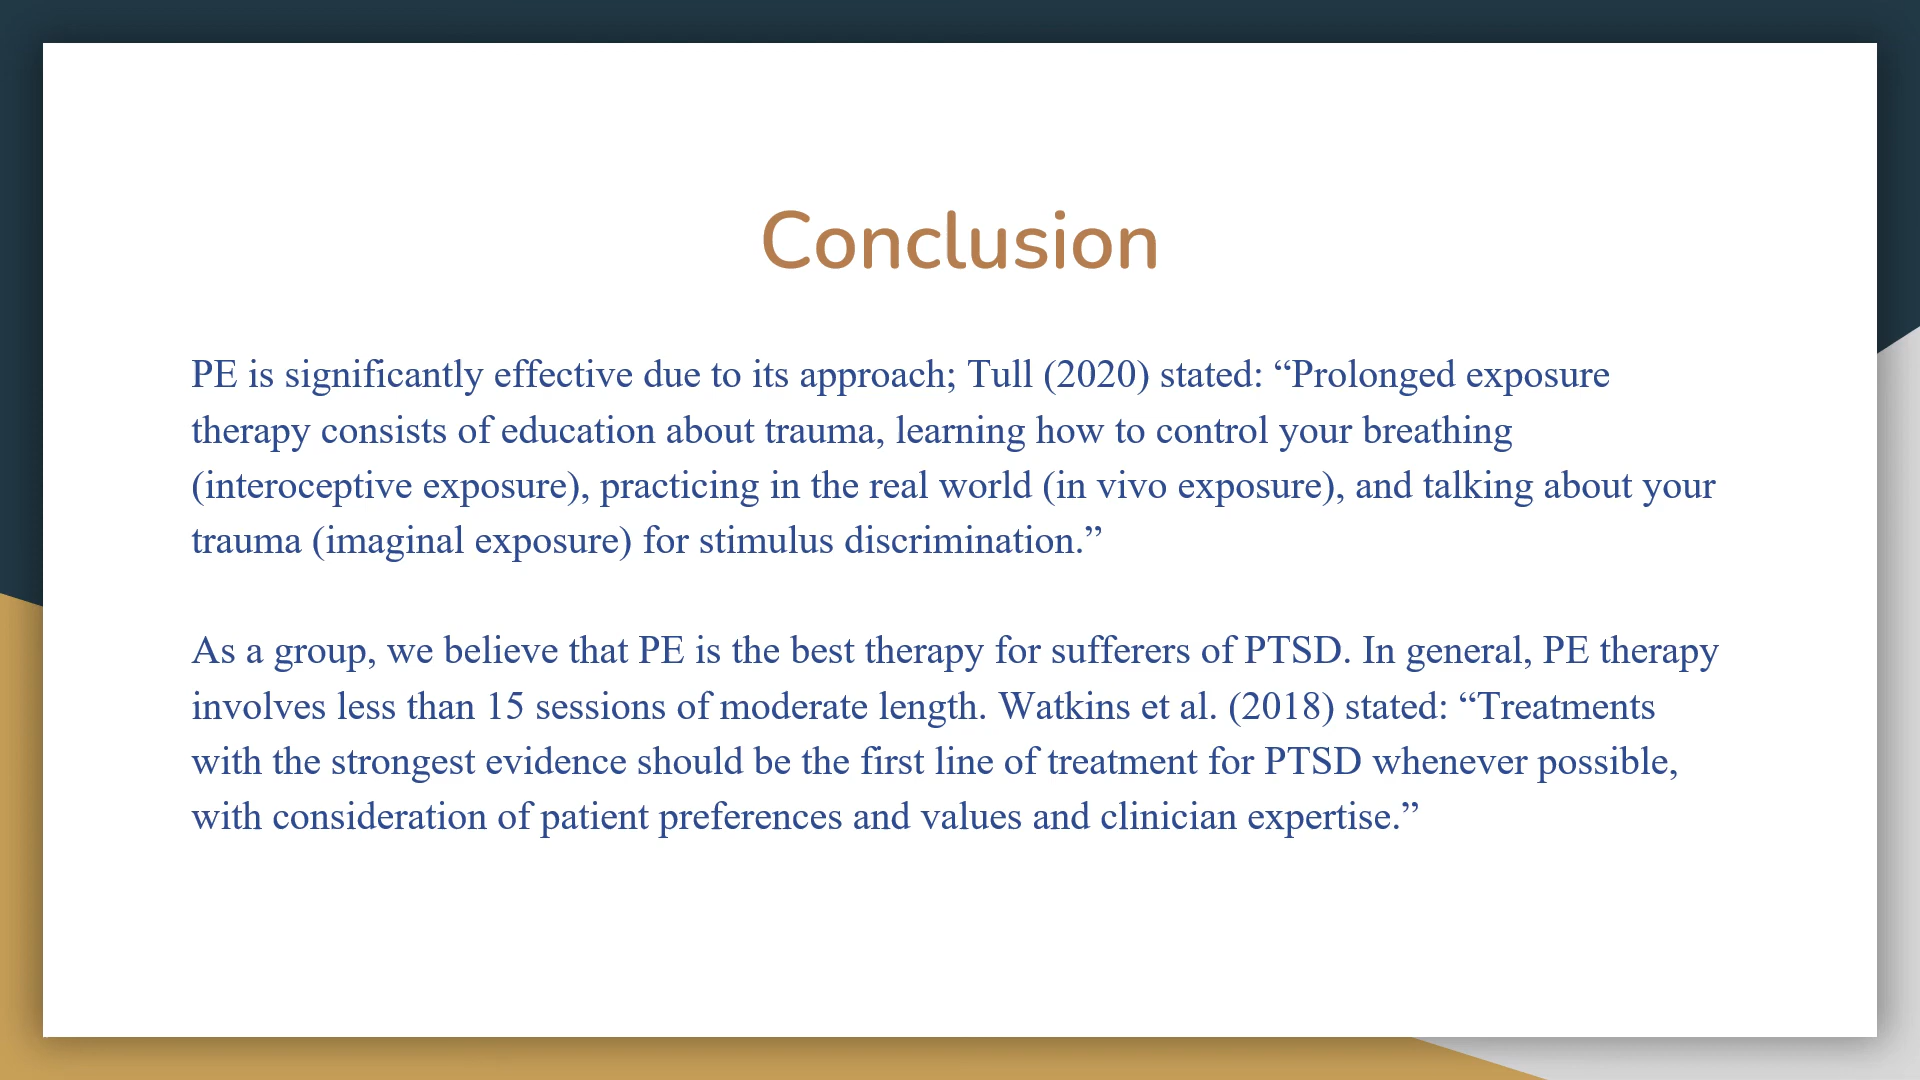 Conclusion
PE is significantly effective due to its approach; Tull (2020) stated: “Prolonged exposure
therapy consists of education about trauma, learning how to control your breathing
(interoceptive exposure), practicing in the real world (in vivo exposure), and talking about your
trauma (imaginal exposure) for stimulus discrimination.”
As a group, we believe that PE is the best therapy for sufferers of PTSD. In general, PE therapy
involves less than 15 sessions of moderate length. Watkins et al. (2018) stated: “Treatments
with the strongest evidence should be the first line of treatment for PTSD whenever possible,
with consideration of patient preferences and values and clinician expertise.”